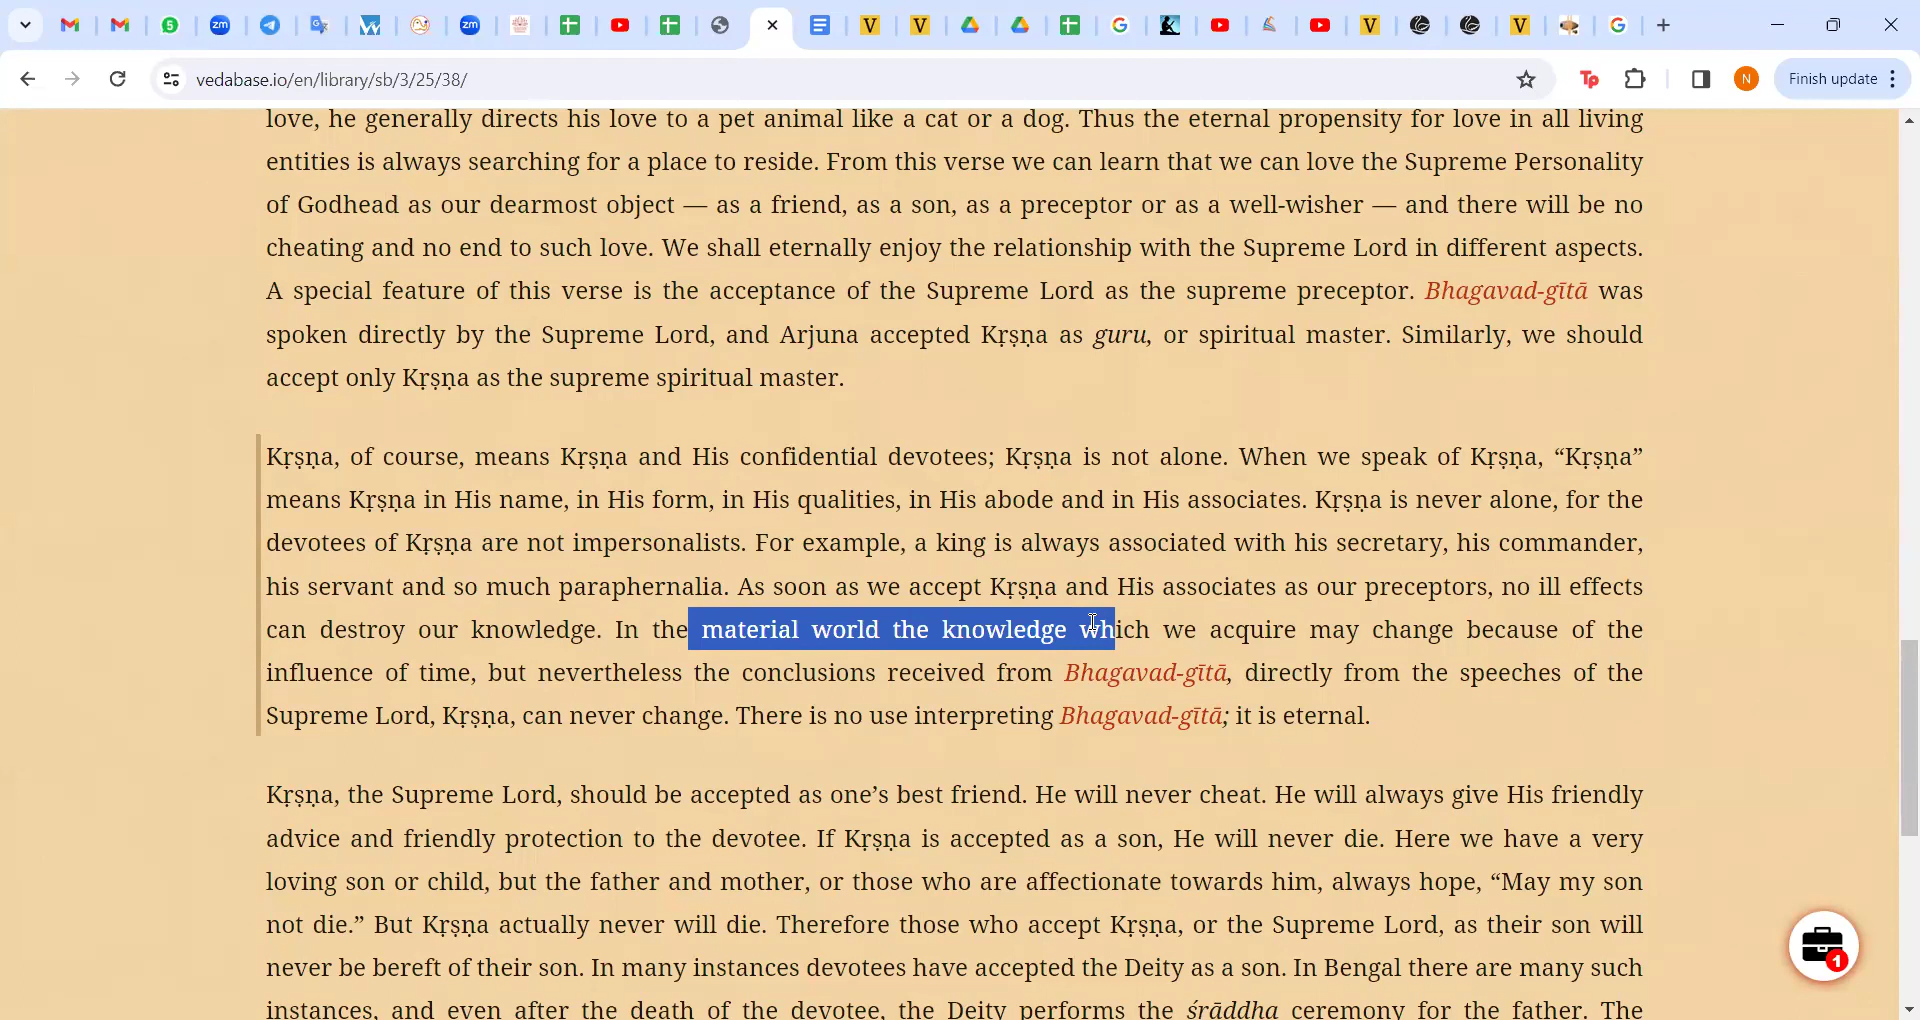 vedabase.io/en/library/sb/3/25/38/
Finish update
love, he generally directs his love to a pet animal like a cat or a dog. Thus the eternal propensity for love in all living
entities is always searching for a place to reside. From this verse we can learn that we can love the Supreme Personality
of Godhead as our dearmost object — as a friend, as a son, as a preceptor or as a well-wisher — and there will be no
cheating and no end to such love. We shall eternally enjoy the relationship with the Supreme Lord in different aspects.
A special feature of this verse is the acceptance of the Supreme Lord as the supreme preceptor. Bhagavad-gītā was
spoken directly by the Supreme Lord, and Arjuna accepted Kṛṣṇa as guru, or spiritual master. Similarly, we should
accept only Kṛṣṇa as the supreme spiritual master.
Kṛṣṇa, of course, means Kṛṣṇa and His confidential devotees; Kṛṣṇa is not alone. When we speak of Kṛṣṇa, “Kṛṣṇa”
means Kṛṣṇa in His name, in His form, in His qualities, in His abode and in His associates. Kṛṣṇa is never alone, for the
devotees of Kṛṣṇa are not impersonalists. For example, a king is always associated with his secretary, his commander,
his servant and so much paraphernalia. As soon as we accept Kṛṣṇa and His associates as our preceptors, no ill effects
can destroy our knowledge. In the material world the knowledge which we acquire may change because of the
influence of time, but nevertheless the conclusions received from Bhagavad-gītā, directly from the speeches of the
Supreme Lord, Kṛṣṇa, can never change. There is no use interpreting Bhagavad-gītā; it is eternal.
Kṛṣṇa, the Supreme Lord, should be accepted as one’s best friend. He will never cheat. He will always give His friendly
advice and friendly protection to the devotee. If Kṛṣṇa is accepted as a son, He will never die. Here we have a very
loving son or child, but the father and mother, or those who are affectionate towards him, always hope, “May my son
not die.” But Kṛṣṇa actually never will die. Therefore those who accept Kṛṣṇa, or the Supreme Lord, as their son will
never be bereft of their son. In many instances devotees have accepted the Deity as a son. In Bengal there are many such
instances, and even after the death of the devotee, the Deity performs the śrāddha ceremony for the father. The
1